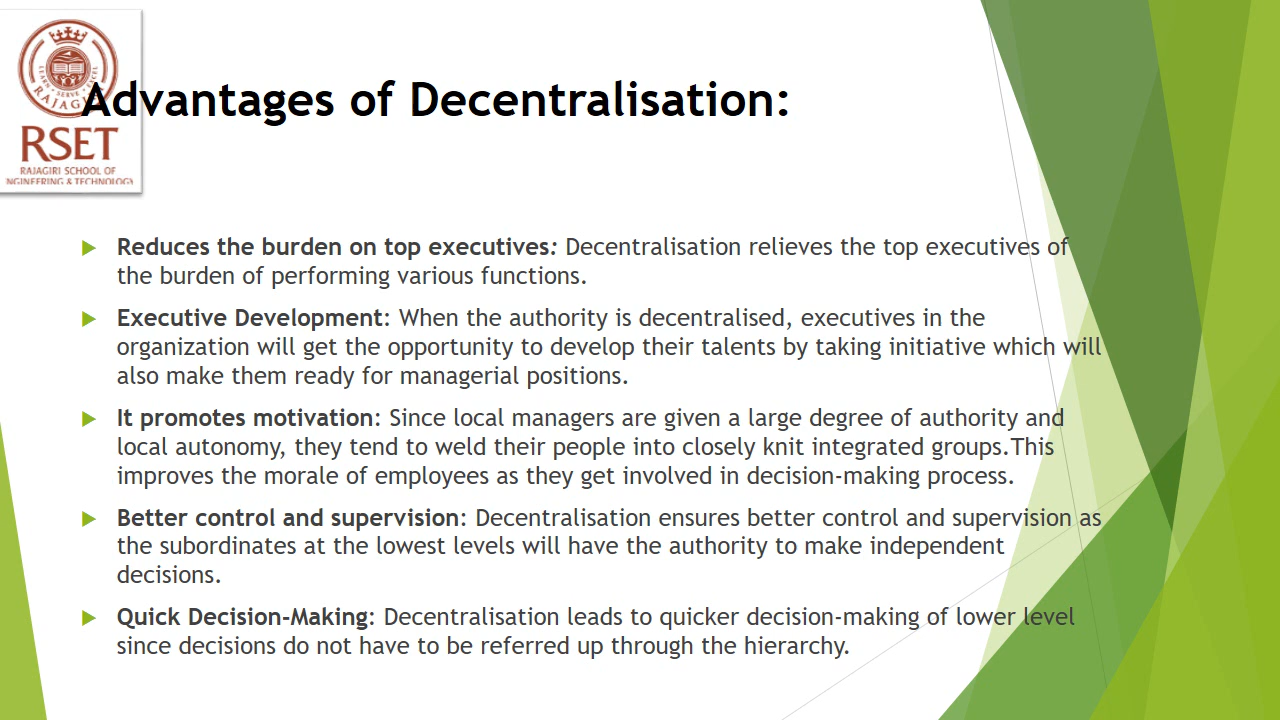 LEARN · SERVE · EXCEL
RAJAG
RSET
RAJAGIRI SCHOOL OF
NGINEERING & TECHNOLOGY
Advantages of Decentralisation:
Reduces the burden on top executives: Decentralisation relieves the top executives of
the burden of performing various functions.
Executive Development: When the authority is decentralised, executives in the
organization will get the opportunity to develop their talents by taking initiative which will
also make them ready for managerial positions.
It promotes motivation: Since local managers are given a large degree of authority and
local autonomy, they tend to weld their people into closely knit integrated groups.This
improves the morale of employees as they get involved in decision-making process.
Better control and supervision: Decentralisation ensures better control and supervision as
the subordinates at the lowest levels will have the authority to make independent
decisions.
Quick Decision-Making: Decentralisation leads to quicker decision-making of lower level
since decisions do not have to be referred up through the hierarchy.